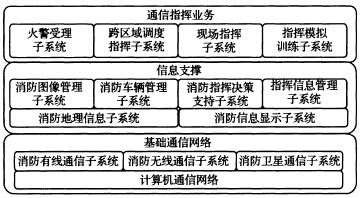 通信指挥业务
火警受理 跨区域调度 现场指挥 指挥模拟
子系统 指挥子系统 子系统 训练子系统
信息支撑
消防图像管理 消防车辆管理 消防指挥决策 指挥信息管理
子系统 子系统 支持子系统 子系统
消防地理信息子系统 消防信息显示子系统
基础通信网络
消防有线通信子系统 消防无线通信子系统 消防卫星通信子系统
计算机通信网络